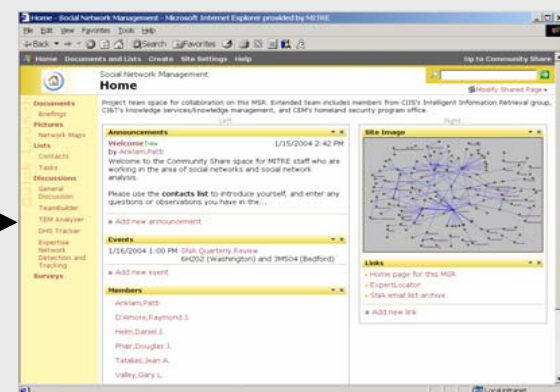 Home - Social Network Management - Microsoft Internet Explorer provided by MITRE
File Edit View Favorites Tools Help
Back Search Favorites
Home Documents and Lists Create Site Settings Help Up to Community Share
Social Network Management
Home
Modify Shared Page
Project team space for collaboration on this MSR. Extended team includes members from CIIS's Intelligent Information Retrieval group, CI&T's knowledge services/knowledge management, and CEM's homeland security program office.
Left Right
Documents
Briefings
Pictures
Network Maps
Lists
Contacts
Tasks
Discussions
General Discussion
TeamBuilder
TEM Analyzer
DHS Tracker
Expertise Network Detection and Tracking
Surveys
Announcements
Welcome! new 1/15/2004 2:42 PM
by Anklam,Patti
Welcome to the Community Share space for MITRE staff who are working in the area of social networks and social network analysis.
Please use the contacts list to introduce yourself, and enter any questions or observations you have in the...
Add new announcement
Events
1/16/2004 1:00 PM SNA Quarterly Review
6H202 (Washington) and 3M504 (Bedford)
Add new event
Members
Anklam,Patti
D'Amore,Raymond J.
Helm,Daniel J.
Phair,Douglas J.
Tatalias,Jean A.
Valley,Gary L.
Site Image
Links
Home page for this MSR
ExpertLocator
SNA email list archive
Add new link
Local intranet